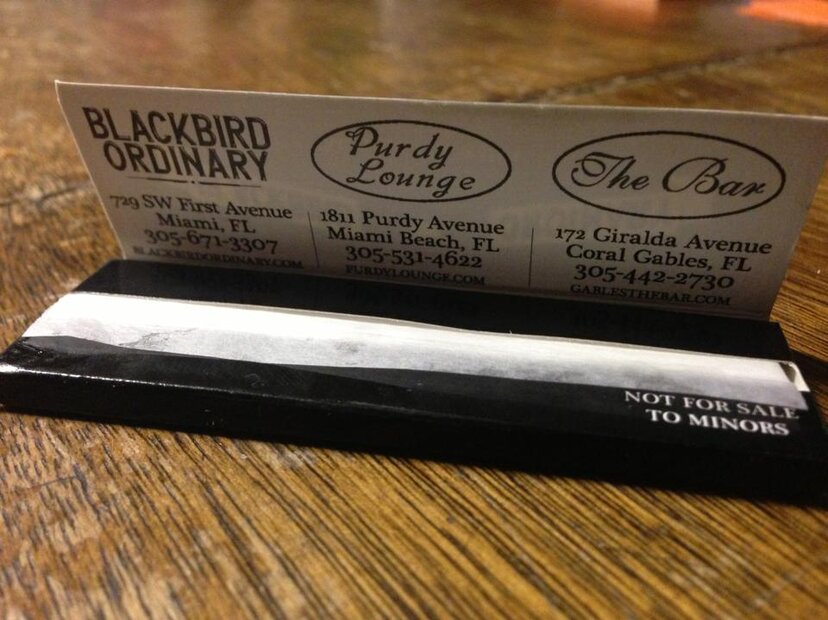 BLACKBIRD
ORDINARY
729 SW First Avenue
Miami, FL
305-671-3307
BLACKBIRDORDINARY.COM
Purdy
Lounge
1811 Purdy Avenue
Miami Beach, FL
305-531-4622
PURDYLOUNGE.COM
The Bar
172 Giralda Avenue
Coral Gables, FL
305-442-2730
GABLESTHEBAR.COM
NOT FOR SALE
TO MINORS